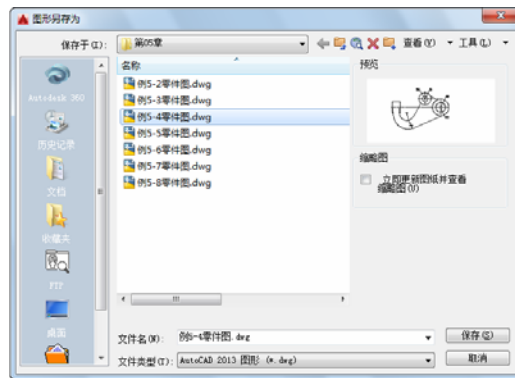 图形另存为
保存于(I): 第05章 查看(V) 工具(L)
名称 预览
Autodesk 360
历史记录
文档
收藏夹
FTP
桌面
例5-2零件图.dwg
例5-3零件图.dwg
例5-4零件图.dwg
例5-5零件图.dwg
例5-6零件图.dwg
例5-7零件图.dwg
例5-8零件图.dwg
缩略图
立即更新图纸并查看
缩略图(U)
文件名(N): 例5-4零件图.dwg 保存(S)
文件类型(T): AutoCAD 2013 图形 (*.dwg) 取消